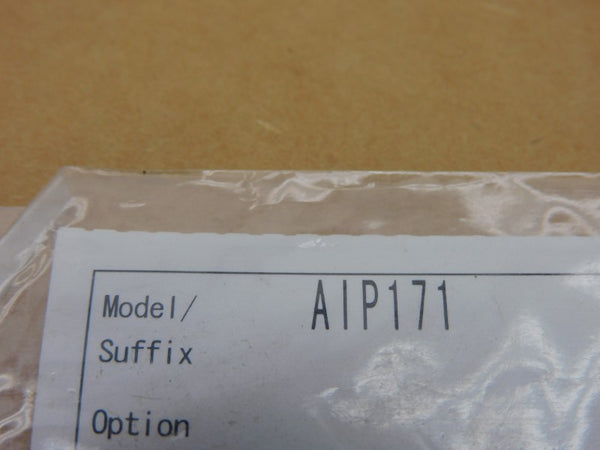 Model/ AIP171
Suffix
Option